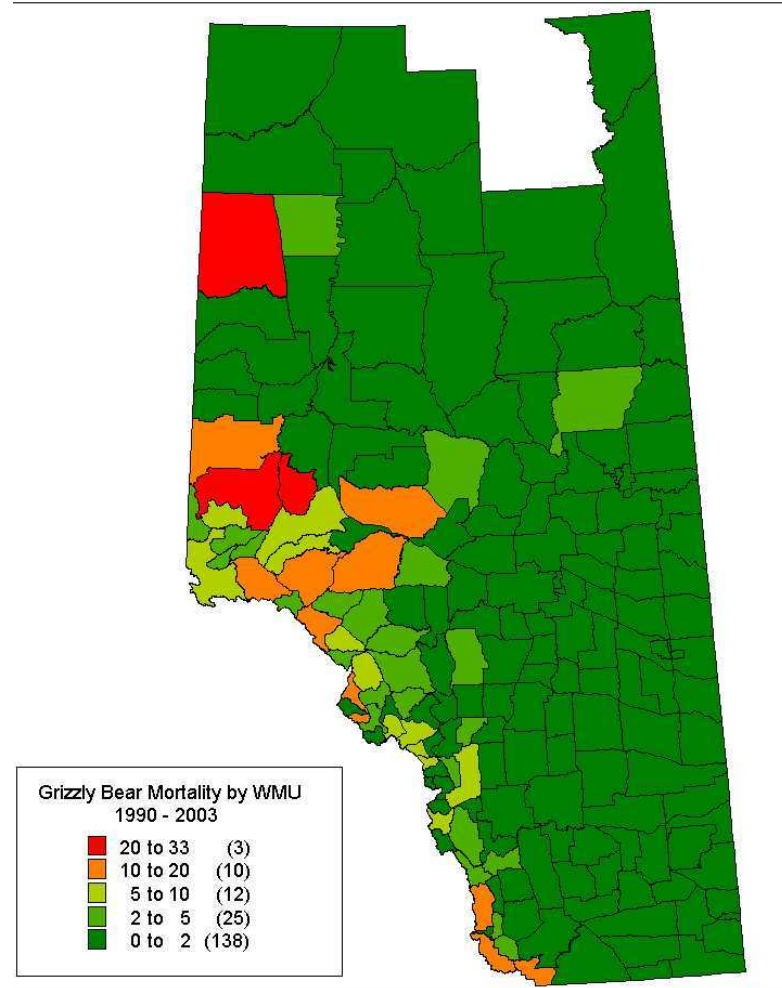 Grizzly Bear Mortality by WMU
1990 - 2003
20 to 33 (3)
10 to 20 (10)
5 to 10 (12)
2 to 5 (25)
0 to 2 (138)